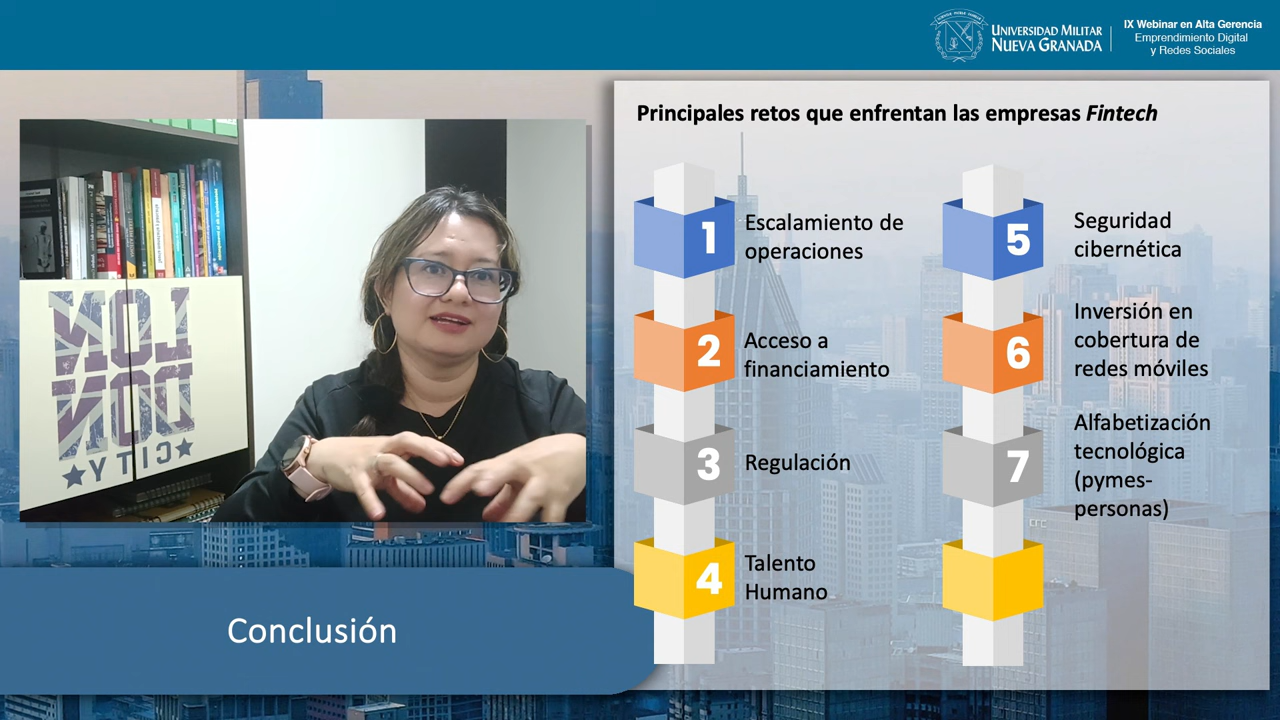 UNIVERSIDAD MILITAR
NUEVA GRANADA
IX Webinar en Alta Gerencia
Emprendimiento Digital
y Redes Sociales
LON
DON
CITY
Conclusión
Principales retos que enfrentan las empresas Fintech
1
Escalamiento de
operaciones
2
Acceso a
financiamiento
3
Regulación
4
Talento
Humano
5
Seguridad
cibernética
6
Inversión en
cobertura de
redes móviles
7
Alfabetización
tecnológica
(pymes-
personas)